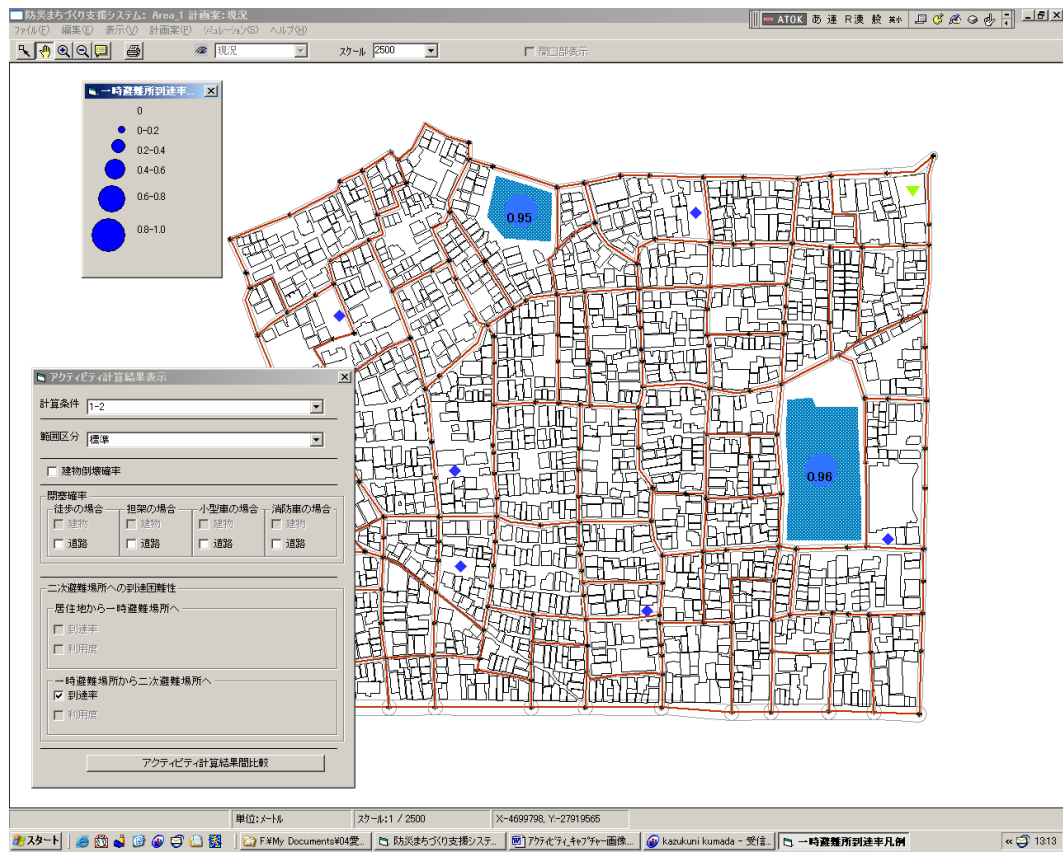 防災まちづくり支援システム: Area_1 計画案:現況
ATOK あ 連 R漢 般 英小
ファイル(F) 編集(E) 表示(V) 計画案(P) シミュレーション(S) ヘルプ(H)
現況 スケール 2500 開口部表示
一時避難所到達率...
0
0-0.2
0.2-0.4
0.4-0.6
0.6-0.8
0.8-1.0
0.95
0.96
アクティビティ計算結果表示
計算条件 1-2
範囲区分 標準
建物倒壊確率
閉塞確率
徒歩の場合 担架の場合 小型車の場合 消防車の場合
建物 建物 建物 建物
道路 道路 道路 道路
二次避難場所への到達困難性
居住地から一時避難場所へ
到達率
利用度
一時避難場所から二次避難場所へ
到達率
利用度
アクティビティ計算結果間比較
単位:メートル スケール:1 / 2500 X:-4699798, Y:-27919565
スタート F:¥My Documents¥04愛... 防災まちづくり支援システ... アクティビティ_キャプチャー画像... kazukuni kumada - 受信... 一時避難所到達率凡例 « 13:13